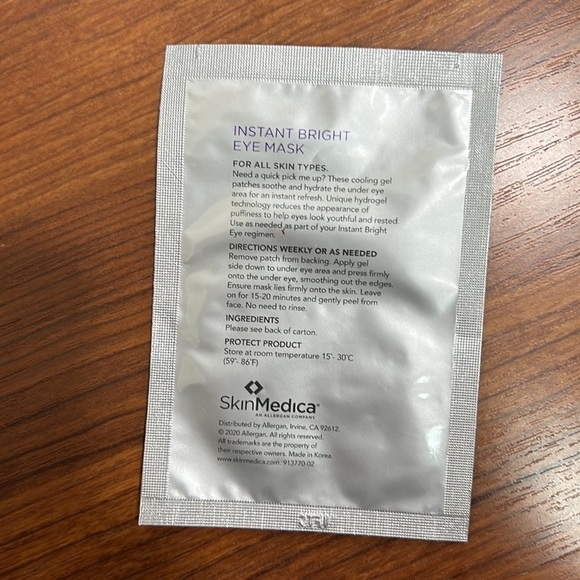 INSTANT BRIGHT
EYE MASK
FOR ALL SKIN TYPES.
Need a quick pick me up? These cooling gel
patches soothe and hydrate the under eye
area for an instant refresh. Unique hydrogel
technology reduces the appearance of
puffiness to help eyes look youthful and rested.
Use as needed as part of your Instant Bright
Eye regimen.
DIRECTIONS WEEKLY OR AS NEEDED
Remove patch from backing. Apply gel
side down to under eye area and press firmly
onto the under eye, smoothing out the edges.
Ensure mask lies firmly onto the skin. Leave
on for 15-20 minutes and gently peel from
face. No need to rinse.
INGREDIENTS
Please see back of carton.
PROTECT PRODUCT
Store at room temperature 15°- 30°C
(59°- 86°F)
SkinMedica®
AN ALLERGAN COMPANY
Distributed by Allergan, Irvine, CA 92612.
© 2020 Allergan. All rights reserved.
All trademarks are the property of
their respective owners. Made in Korea.
www.skinmedica.com. 913770-02